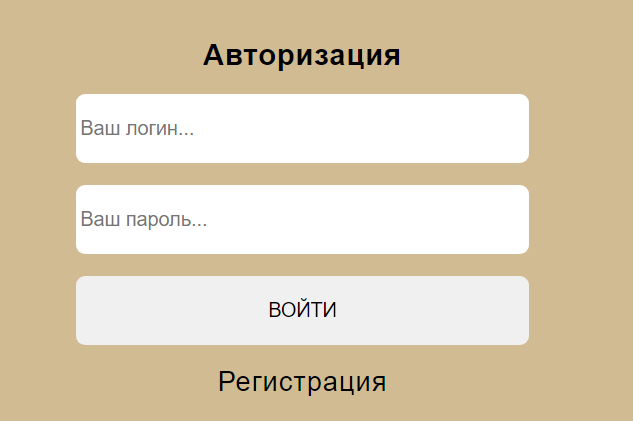 Авторизация
Ваш логин...
Ваш пароль...
ВОЙТИ
Регистрация